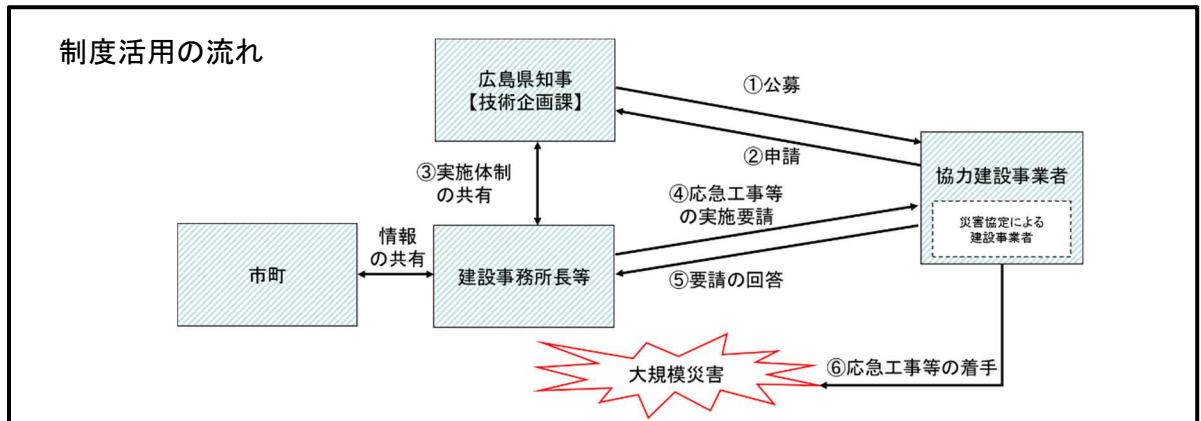 制度活用の流れ
広島県知事
【技術企画課】
①公募
②申請
協力建設事業者
災害協定による
建設事業者
③実施体制
の共有
④応急工事等
の実施要請
情報
の共有
市町
建設事務所長等
⑤要請の回答
大規模災害
⑥応急工事等の着手